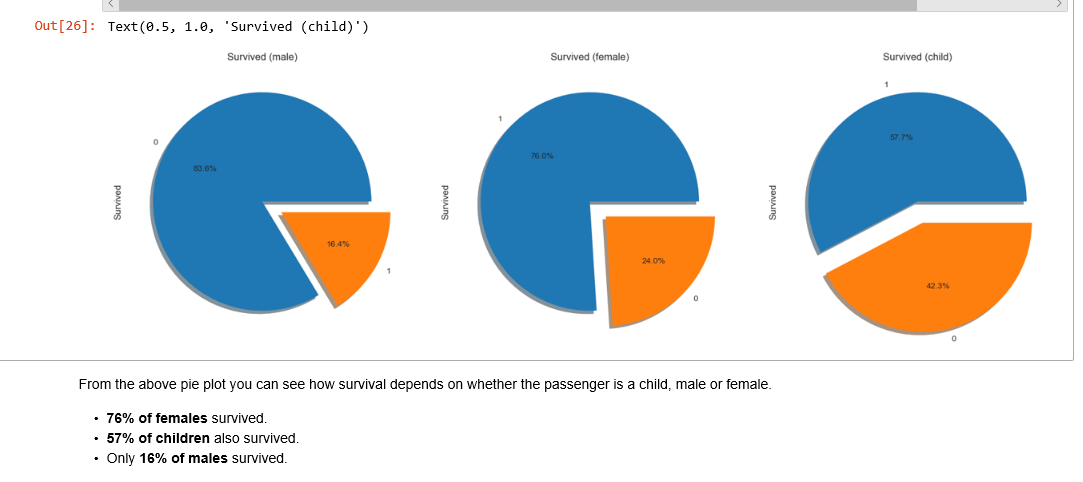 Out[26]: Text(0.5, 1.0, 'Survived (child)')
Survived (male) Survived (female) Survived (child)
1
1
0
57.7%
76.0%
83.6%
Survived Survived Survived
16.4%
24.0%
1
42.3%
0
0
From the above pie plot you can see how survival depends on whether the passenger is a child, male or female.
• 76% of females survived.
• 57% of children also survived.
• Only 16% of males survived.